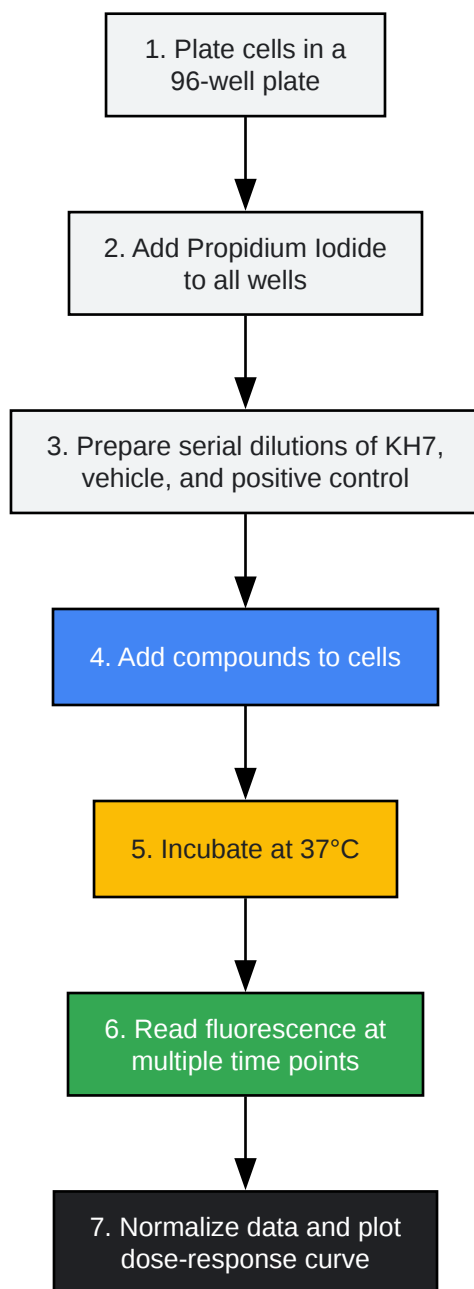 1. Plate cells in a
96-well plate
2. Add Propidium Iodide
to all wells
3. Prepare serial dilutions of KH7,
vehicle, and positive control
4. Add compounds to cells
5. Incubate at 37°C
6. Read fluorescence at
multiple time points
7. Normalize data and plot
dose-response curve